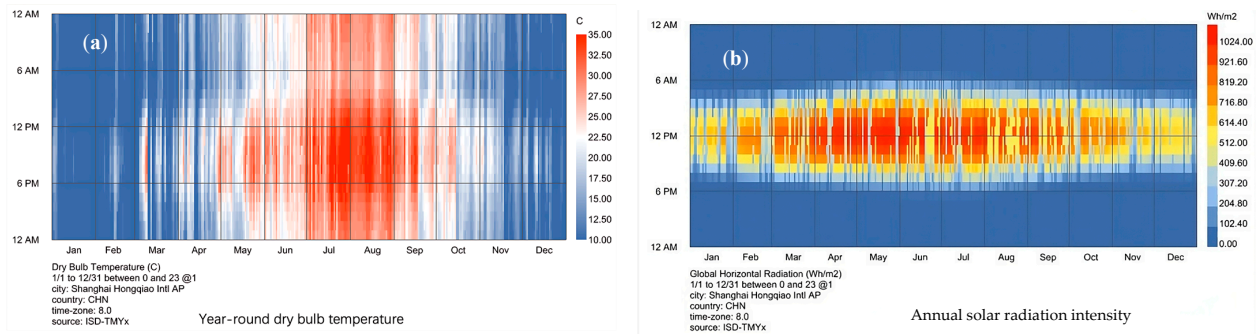 (a)
12 AM
6 AM
12 PM
6 PM
12 AM
Jan Feb Mar Apr May Jun Jul Aug Sep Oct Nov Dec
C
35.00
32.50
30.00
27.50
25.00
22.50
20.00
17.50
15.00
12.50
10.00
Dry Bulb Temperature (C)
1/1 to 12/31 between 0 and 23 @1
city: Shanghai Hongqiao Intl AP
country: CHN
time-zone: 8.0
source: ISD-TMYx
Year-round dry bulb temperature
(b)
12 AM
6 AM
12 PM
6 PM
12 AM
Jan Feb Mar Apr May Jun Jul Aug Sep Oct Nov Dec
Wh/m2
1024.00
921.60
819.20
716.80
614.40
512.00
409.60
307.20
204.80
102.40
0.00
Global Horizontal Radiation (Wh/m2)
1/1 to 12/31 between 0 and 23 @1
city: Shanghai Hongqiao Intl AP
country: CHN
time-zone: 8.0
source: ISD-TMYx
Annual solar radiation intensity